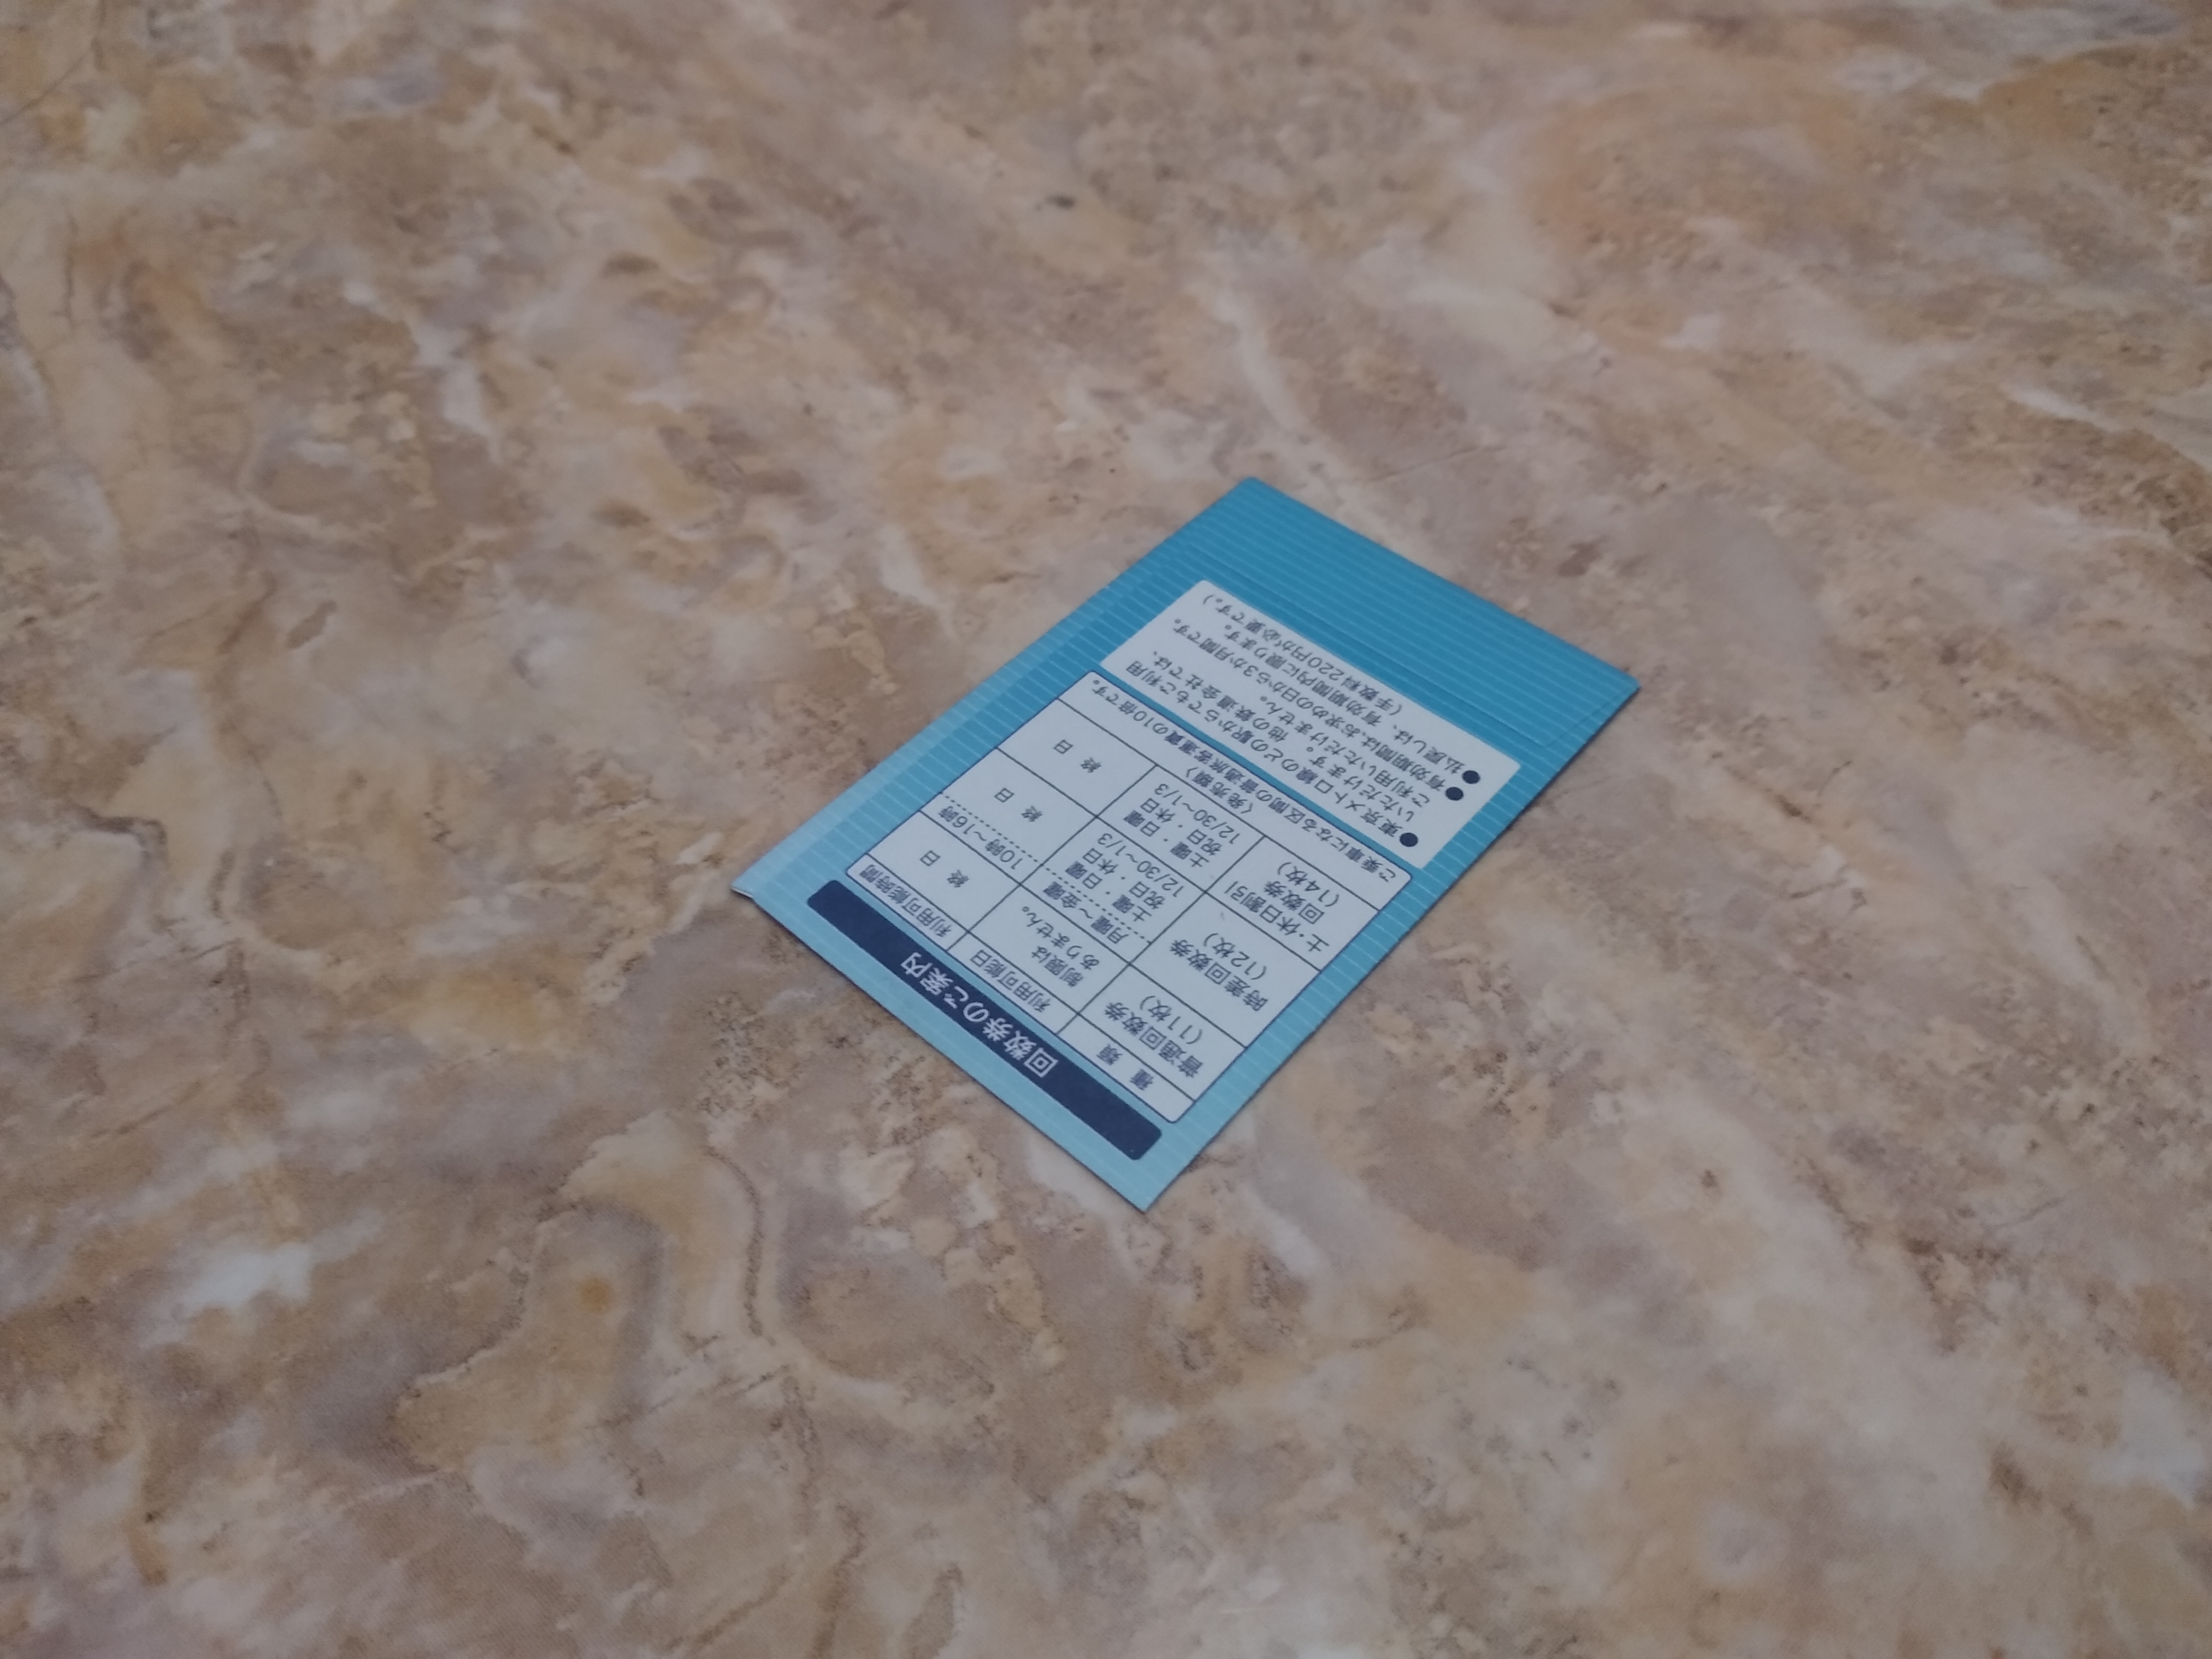 回数券のご案内
種 類 利用可能日 利用可能時間
普通回数券
(11枚)
制限は
ありません。
終 日
時差回数券
(12枚)
月曜〜金曜 10時〜16時
土曜・日曜
祝日・休日
12/30〜1/3
終 日
土・休日割引
回数券
(14枚)
土曜・日曜
祝日・休日
12/30〜1/3
終 日
〈発売額〉
ご乗車になる区間の普通旅客運賃の10倍です。
●東京メトロ線のどの駅からでもご利用
いただけます。他の鉄道会社では、
ご利用いただけません。
●有効期間は、お求めの日から3か月間です。
●払戻しは、有効期間内に限ります。
(手数料220円が必要です。)